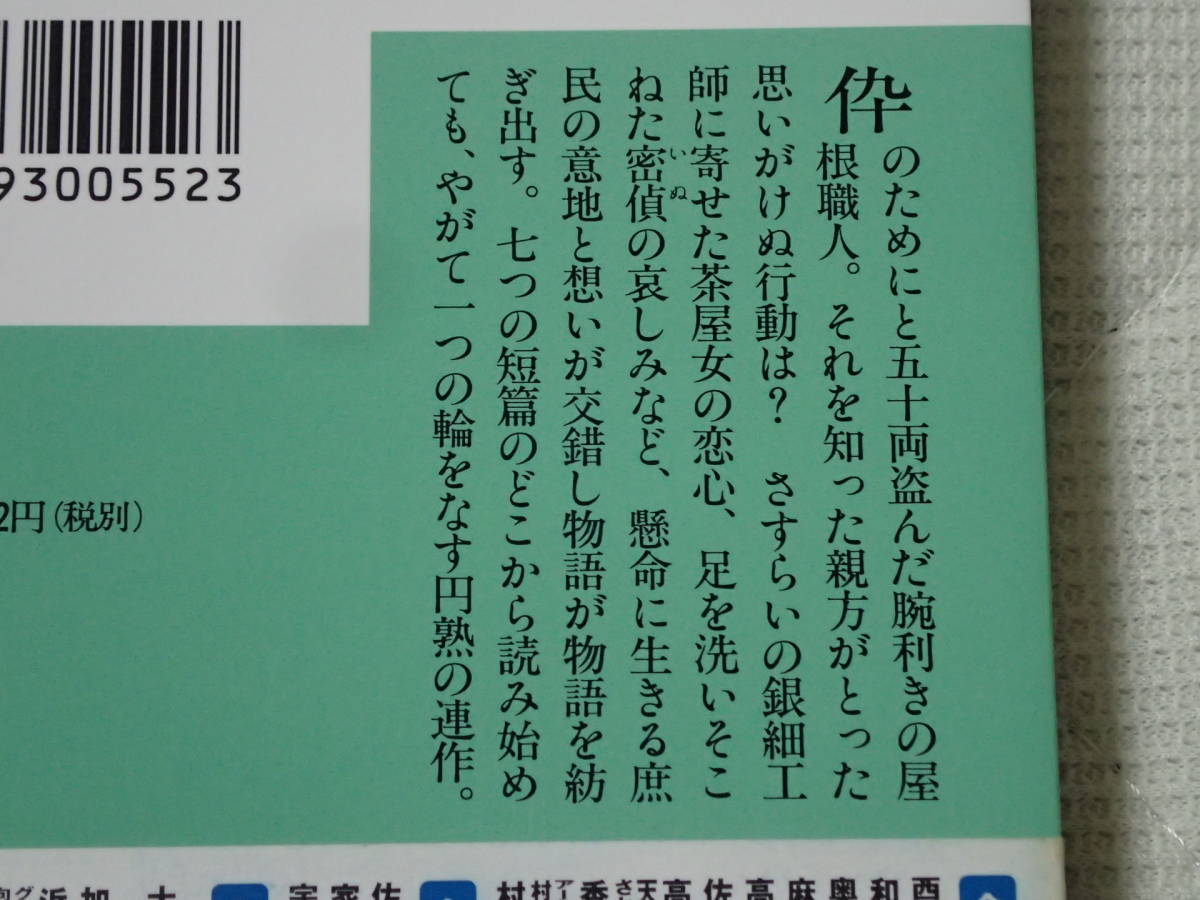 伜のためにと五十両盗んだ腕利きの屋
根職人。それを知った親方がとった
思いがけぬ行動は? さすらいの銀細工
師に寄せた茶屋女の恋心、足を洗いそこ
ねた密偵の哀しみなど、懸命に生きる庶
いぬ
民の意地と想いが交錯し物語が物語を紡
ぎ出す。七つの短篇のどこから読み始め
ても、やがて一つの輪をなす円熟の連作。
93005523
2円(税別)